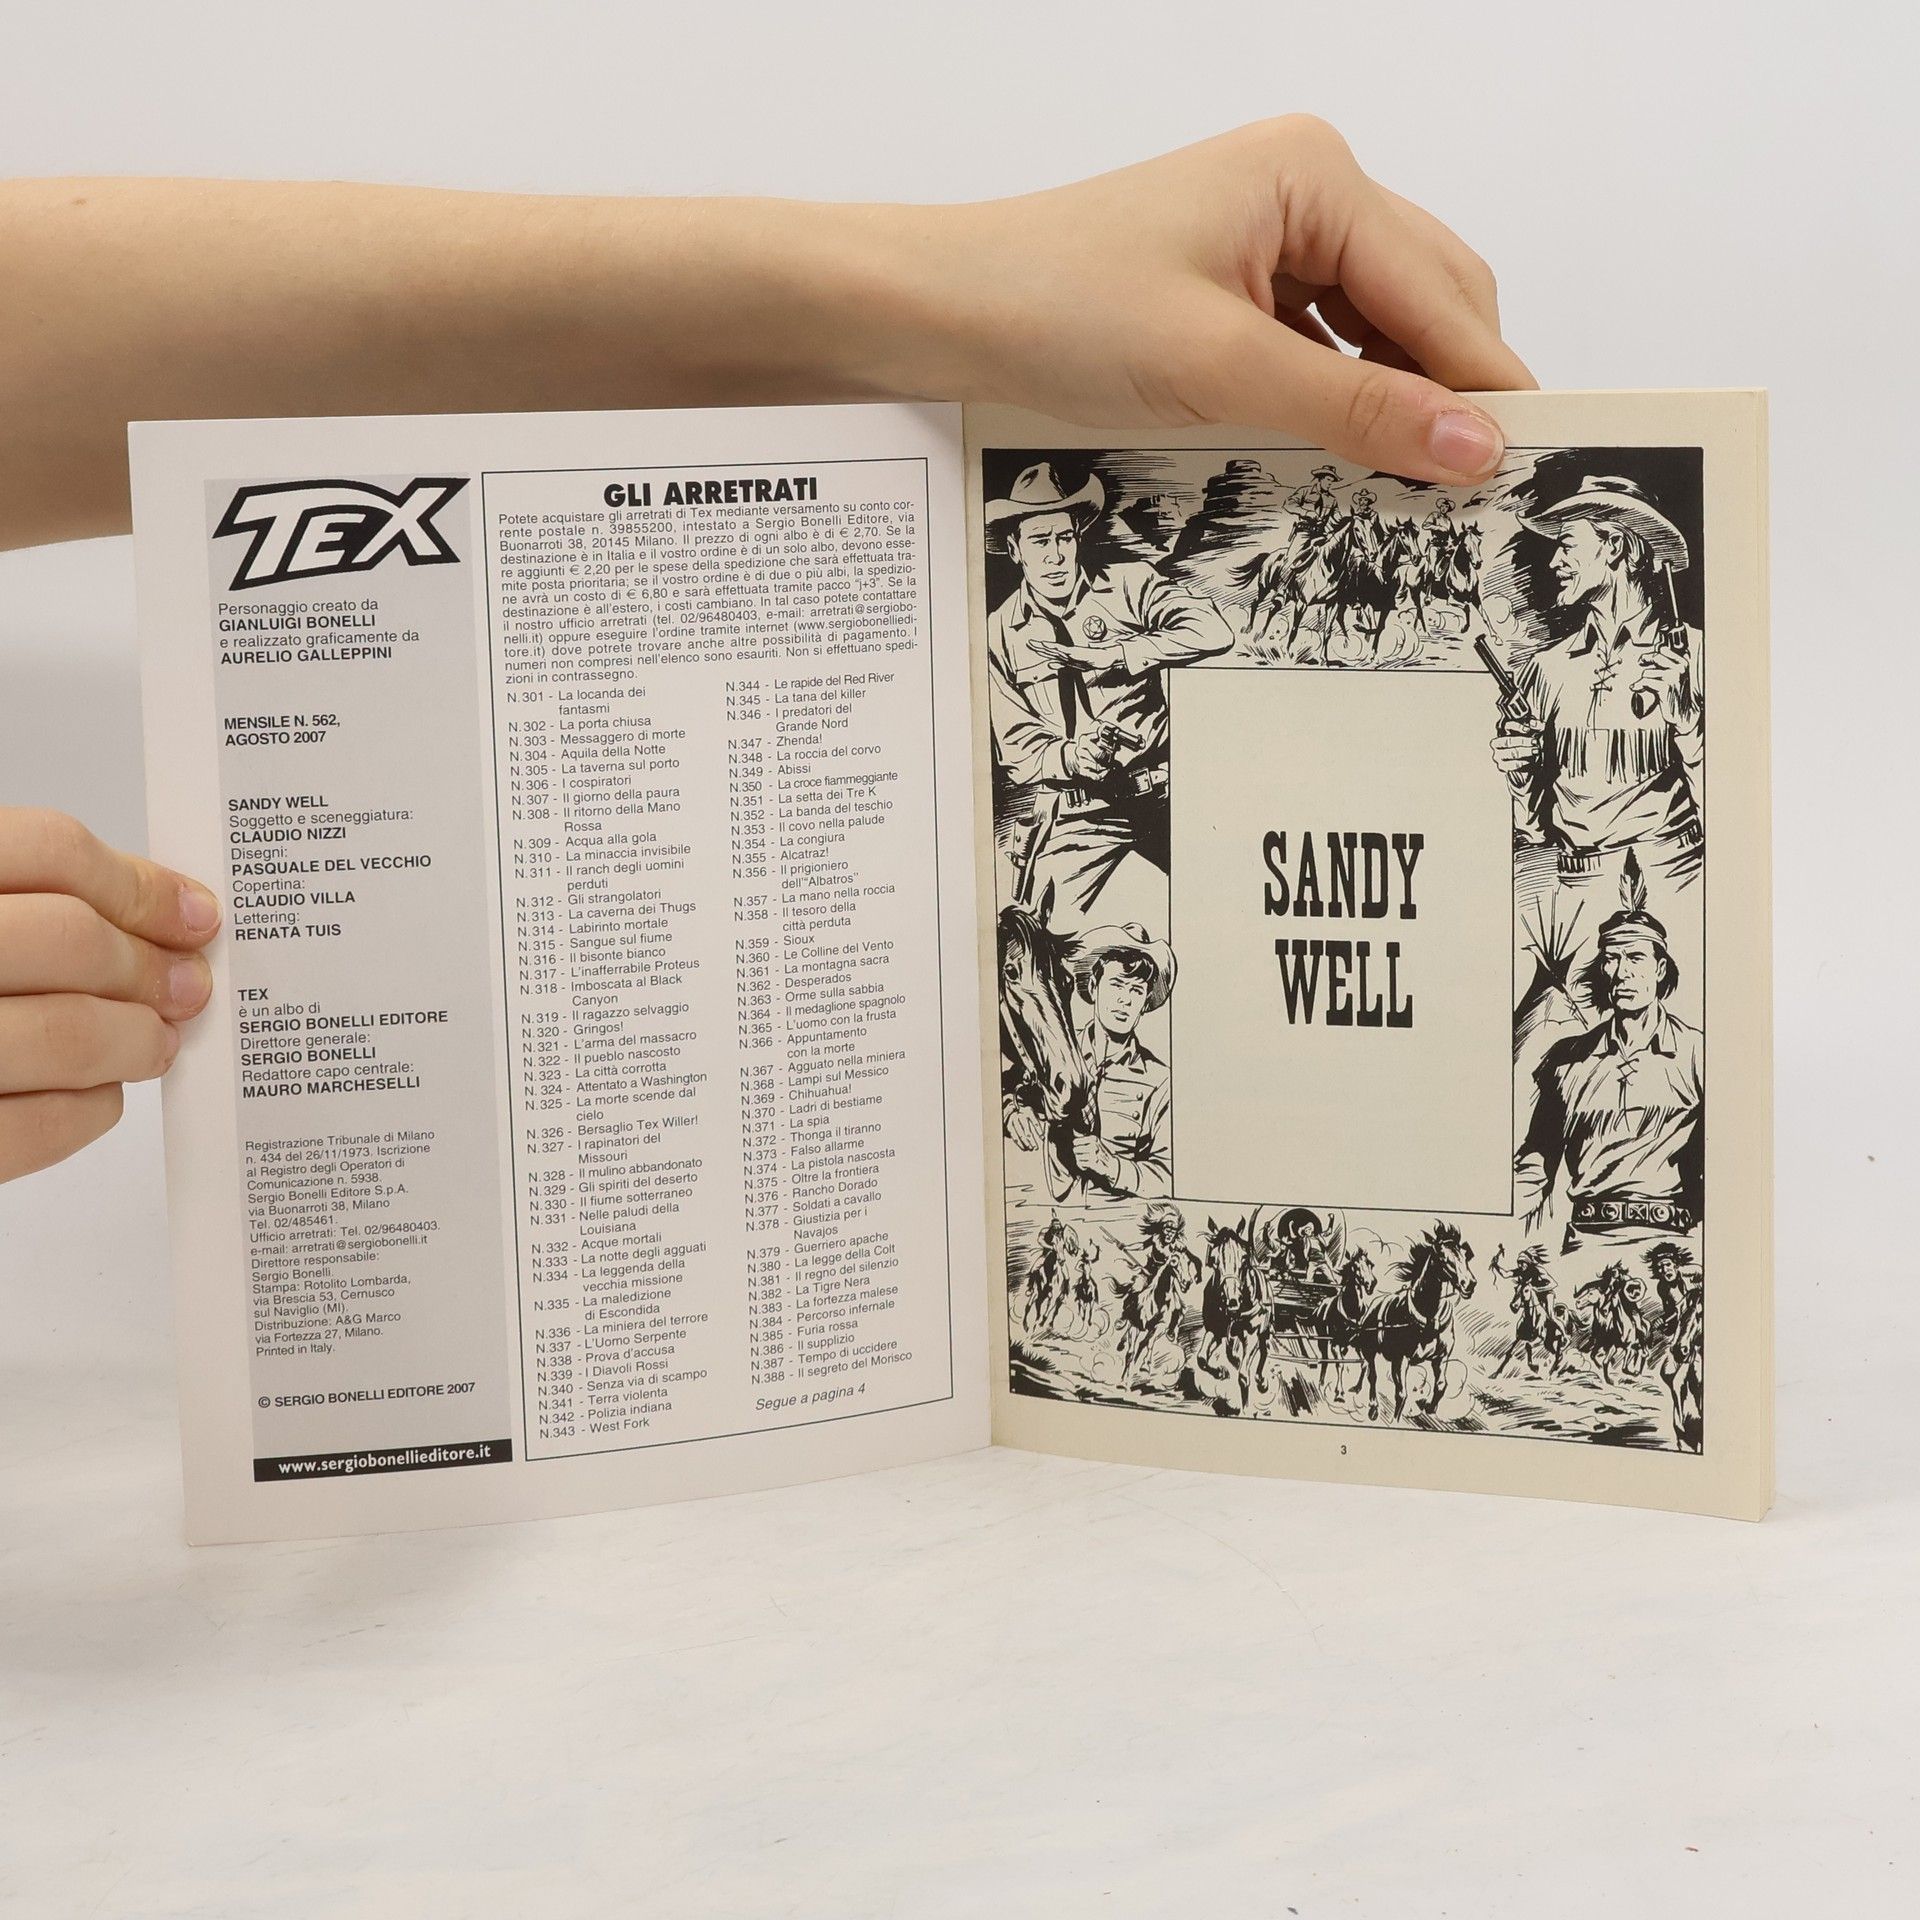 TEX
Personaggio creato da
GIANLUIGI BONELLI
e realizzato graficamente da
AURELIO GALLEPPINI
MENSILE N. 562,
AGOSTO 2007
SANDY WELL
Soggetto e sceneggiatura:
CLAUDIO NIZZI
Disegni:
PASQUALE DEL VECCHIO
Copertina:
CLAUDIO VILLA
Lettering:
RENATA TUIS
TEX
è un albo di
SERGIO BONELLI EDITORE
Direttore generale:
SERGIO BONELLI
Redattore capo centrale:
MAURO MARCHESELLI
Registrazione Tribunale di Milano
n. 434 del 26/11/1973. Iscrizione
al Registro degli Operatori di
Comunicazione n. 5938.
Sergio Bonelli Editore S.p.A.
via Buonarroti 38, Milano
Tel. 02/485461.
Ufficio arretrati: Tel. 02/96480403.
e-mail: arretrati@sergiobonelli.it
Direttore responsabile:
Sergio Bonelli.
Stampa: Rotolito Lombarda,
via Brescia 53, Cernusco
sul Naviglio (MI).
Distribuzione: A&G Marco
via Fortezza 27, Milano.
Printed in Italy.
© SERGIO BONELLI EDITORE 2007
www.sergiobonellieditore.it
GLI ARRETRATI
Potete acquistare gli arretrati di Tex mediante versamento su conto cor-
rente postale n. 39855200, intestato a Sergio Bonelli Editore, via
Buonarroti 38, 20145 Milano. Il prezzo di ogni albo è di € 2,70. Se la
destinazione è in Italia e il vostro ordine è di un solo albo, devono esse-
re aggiunti € 2,20 per le spese della spedizione che sarà effettuata tra-
mite posta prioritaria; se il vostro ordine è di due o più albi, la spedizio-
ne avrà un costo di € 6,80 e sarà effettuata tramite pacco “j+3”. Se la
destinazione è all'estero, i costi cambiano. In tal caso potete contattare
il nostro ufficio arretrati (tel. 02/96480403, e-mail: arretrati@sergiobo-
nelli.it) oppure eseguire l'ordine tramite internet (www.sergiobonelliedi-
tore.it) dove potrete trovare anche altre possibilità di pagamento. I
numeri non compresi nell'elenco sono esauriti. Non si effettuano spedi-
zioni in contrassegno.
N.301 - La locanda dei
fantasmi
N.302 - La porta chiusa
N.303 - Messaggero di morte
N.304 - Aquila della Notte
N.305 - La taverna sul porto
N.306 - I cospiratori
N.307 - Il giorno della paura
N.308 - Il ritorno della Mano
Rossa
N.309 - Acqua alla gola
N.310 - La minaccia invisibile
N.311 - Il ranch degli uomini
perduti
N.312 - Gli strangolatori
N.313 - La caverna dei Thugs
N.314 - Labirinto mortale
N.315 - Sangue sul fiume
N.316 - Il bisonte bianco
N.317 - L'inafferrabile Proteus
N.318 - Imboscata al Black
Canyon
N.319 - Il ragazzo selvaggio
N.320 - Gringos!
N.321 - L'arma del massacro
N.322 - Il pueblo nascosto
N.323 - La città corrotta
N.324 - Attentato a Washington
N.325 - La morte scende dal
cielo
N.326 - Bersaglio Tex Willer!
N.327 - I rapinatori del
Missouri
N.328 - Il mulino abbandonato
N.329 - Gli spiriti del deserto
N.330 - Il fiume sotterraneo
N.331 - Nelle paludi della
Louisiana
N.332 - Acque mortali
N.333 - La notte degli agguati
N.334 - La leggenda della
vecchia missione
N.335 - La maledizione
di Escondida
N.336 - La miniera del terrore
N.337 - L'Uomo Serpente
N.338 - Prova d'accusa
N.339 - I Diavoli Rossi
N.340 - Senza via di scampo
N.341 - Terra violenta
N.342 - Polizia indiana
N.343 - West Fork
N.344 - Le rapide del Red River
N.345 - La tana del killer
N.346 - I predatori del
Grande Nord
N.347 - Zhenda!
N.348 - La roccia del corvo
N.349 - Abissi
N.350 - La croce fiammeggiante
N.351 - La setta dei Tre K
N.352 - La banda del teschio
N.353 - Il covo nella palude
N.354 - La congiura
N.355 - Alcatraz!
N.356 - Il prigioniero
dell'“Albatros”
N.357 - La mano nella roccia
N.358 - Il tesoro della
città perduta
N.359 - Sioux
N.360 - Le Colline del Vento
N.361 - La montagna sacra
N.362 - Desperados
N.363 - Orme sulla sabbia
N.364 - Il medaglione spagnolo
N.365 - L'uomo con la frusta
N.366 - Appuntamento
con la morte
N.367 - Agguato nella miniera
N.368 - Lampi sul Messico
N.369 - Chihuahua!
N.370 - Ladri di bestiame
N.371 - La spia
N.372 - Thonga il tiranno
N.373 - Falso allarme
N.374 - La pistola nascosta
N.375 - Oltre la frontiera
N.376 - Rancho Dorado
N.377 - Soldati a cavallo
N.378 - Giustizia per i
Navajos
N.379 - Guerriero apache
N.380 - La legge della Colt
N.381 - Il regno del silenzio
N.382 - La Tigre Nera
N.383 - La fortezza malese
N.384 - Percorso infernale
N.385 - Furia rossa
N.386 - Il supplizio
N.387 - Tempo di uccidere
N.388 - Il segreto del Morisco
Segue a pagina 4
SANDY
WELL
3